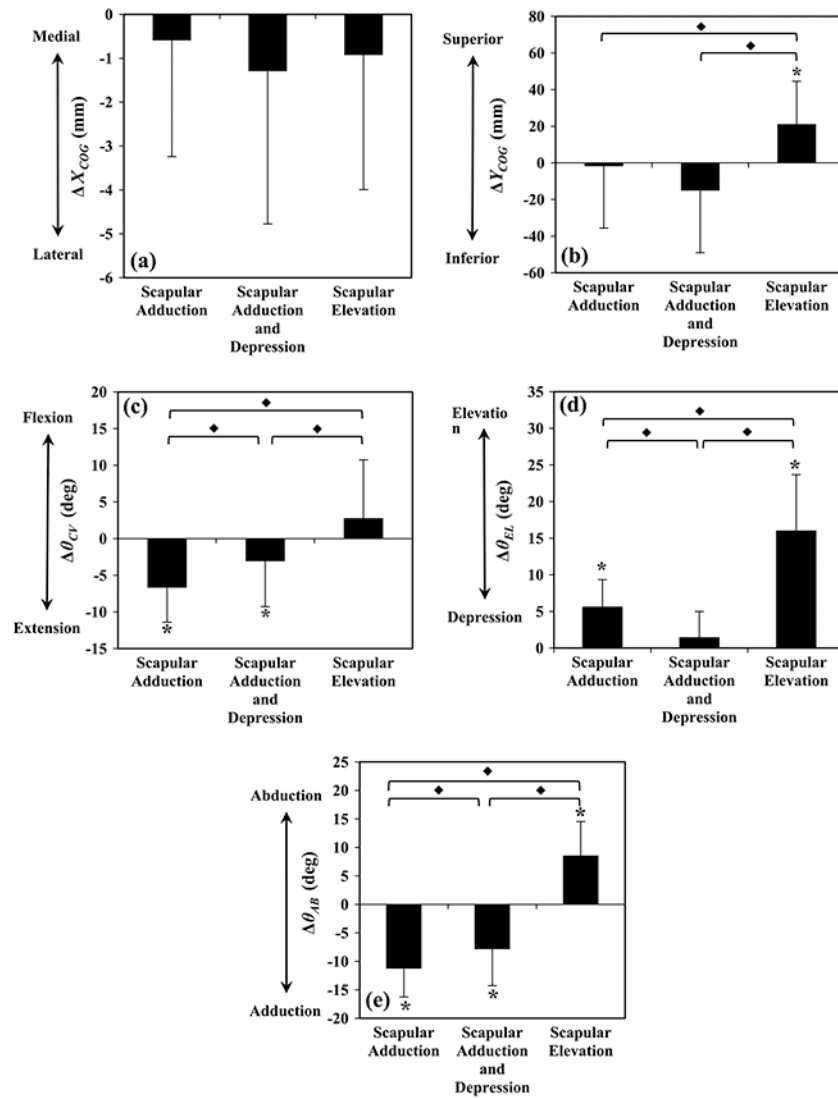 Medial
Lateral
ΔX_COG (mm)
0
-1
-2
-3
-4
-5
-6
(a)
Scapular
Adduction
Scapular
Adduction
and
Depression
Scapular
Elevation
Superior
Inferior
ΔY_COG (mm)
80
60
40
20
0
-20
-40
-60
*
(b)
Scapular
Adduction
Scapular
Adduction
and
Depression
Scapular
Elevation
Flexion
Extension
Δθ_CV (deg)
20
15
10
5
0
-5
-10
-15
(c)
*
*
Scapular
Adduction
Scapular
Adduction
and
Depression
Scapular
Elevation
Elevatio
n
Depression
Δθ_EL (deg)
35
30
25
20
15
10
5
0
(d)
*
*
Scapular
Adduction
Scapular
Adduction
and
Depression
Scapular
Elevation
Abduction
Adduction
Δθ_AB (deg)
25
20
15
10
5
0
-5
-10
-15
-20
*
*
*
(e)
Scapular
Adduction
Scapular
Adduction
and
Depression
Scapular
Elevation